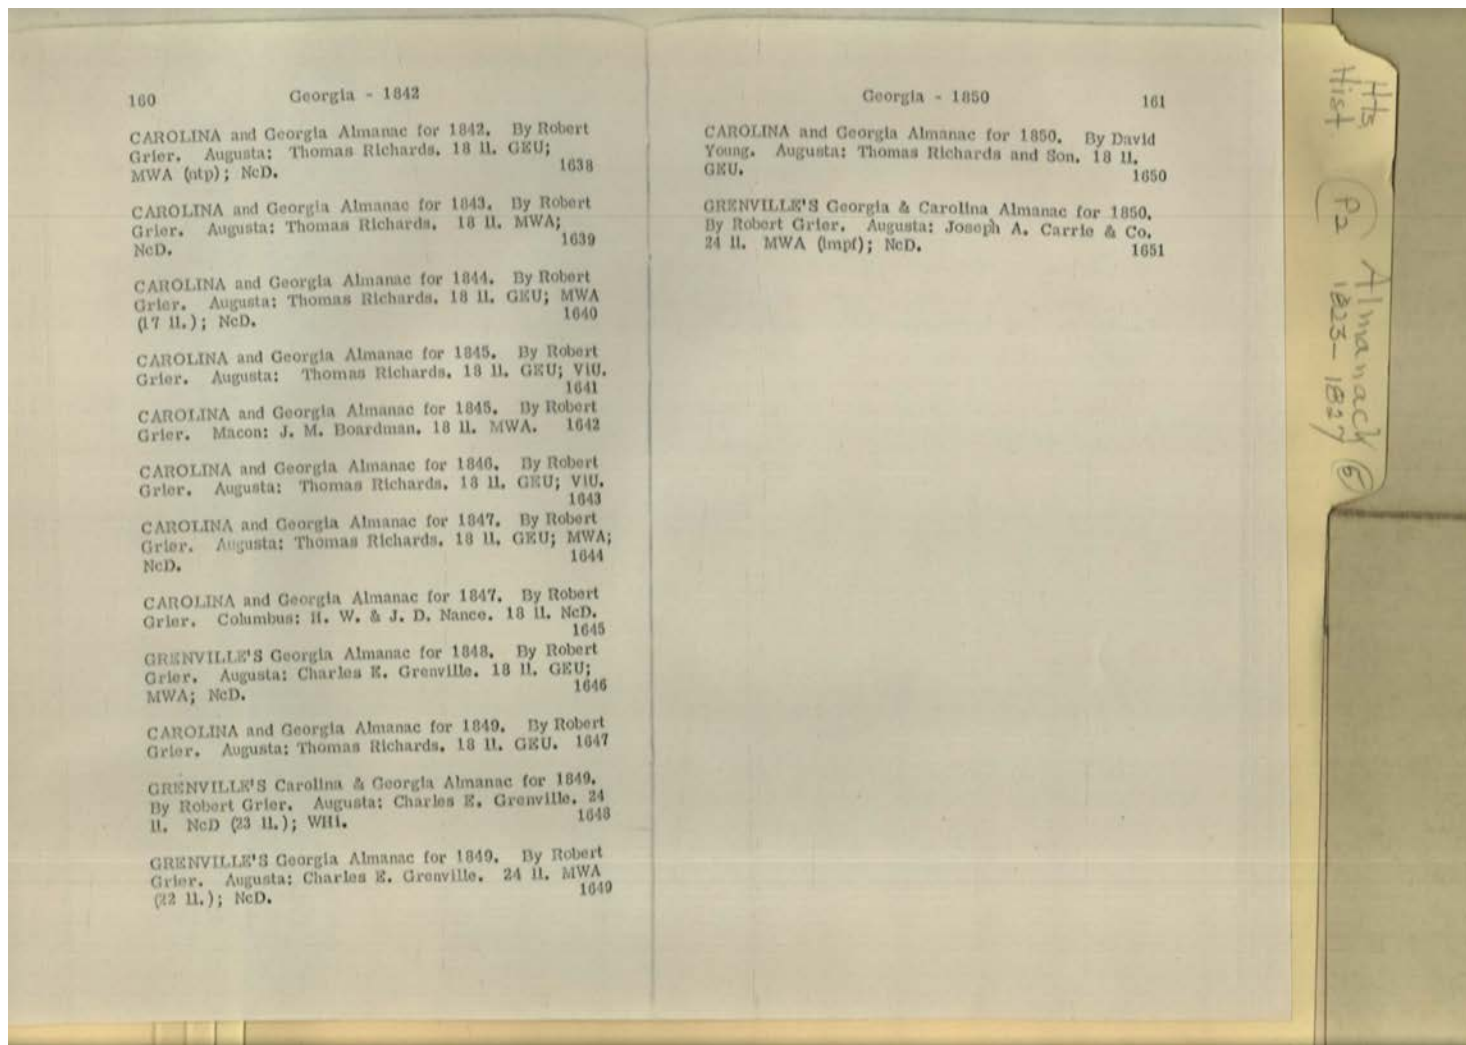 160 Georgia - 1842
CAROLINA and Georgia Almanac for 1842. By Robert
Grier. Augusta: Thomas Richards. 18 ll. GEU;
MWA (ntp); NcD. 1638
CAROLINA and Georgia Almanac for 1843. By Robert
Grier. Augusta: Thomas Richards. 18 ll. MWA;
NcD. 1639
CAROLINA and Georgia Almanac for 1844. By Robert
Grier. Augusta: Thomas Richards. 18 ll. GEU; MWA
(17 ll.); NcD. 1640
CAROLINA and Georgia Almanac for 1845. By Robert
Grier. Augusta: Thomas Richards. 18 ll. GEU; ViU.
1641
CAROLINA and Georgia Almanac for 1845. By Robert
Grier. Macon: J. M. Boardman. 18 ll. MWA. 1642
CAROLINA and Georgia Almanac for 1846. By Robert
Grier. Augusta: Thomas Richards. 18 ll. GEU; ViU.
1643
CAROLINA and Georgia Almanac for 1847. By Robert
Grier. Augusta: Thomas Richards. 18 ll. GEU; MWA;
NcD. 1644
CAROLINA and Georgia Almanac for 1847. By Robert
Grier. Columbus: H. W. & J. D. Nance. 18 ll. NcD.
1645
GRENVILLE'S Georgia Almanac for 1848. By Robert
Grier. Augusta: Charles E. Grenville. 18 ll. GEU;
MWA; NcD. 1646
CAROLINA and Georgia Almanac for 1849. By Robert
Grier. Augusta: Thomas Richards. 18 ll. GEU. 1647
GRENVILLE'S Carolina & Georgia Almanac for 1849.
By Robert Grier. Augusta: Charles E. Grenville. 24
ll. NcD (23 ll.); WHi. 1648
GRENVILLE'S Georgia Almanac for 1849. By Robert
Grier. Augusta: Charles E. Grenville. 24 ll. MWA
(22 ll.); NcD. 1649
Georgia - 1850 161
CAROLINA and Georgia Almanac for 1850. By David
Young. Augusta: Thomas Richards and Son. 18 ll.
GEU. 1650
GRENVILLE'S Georgia & Carolina Almanac for 1850.
By Robert Grier. Augusta: Joseph A. Carrie & Co.
24 ll. MWA (impf); NcD. 1651
Hist P2 Almanack
1823-1827